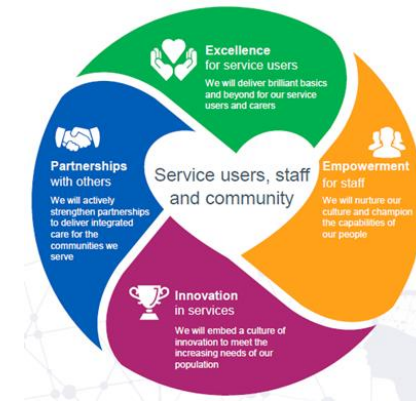 Excellence
for service users
We will deliver brilliant basics
and beyond for our service
users and carers
Partnerships
with others
We will actively
strengthen partnerships
to deliver integrated
care for the
communities we
serve
Service users, staff
and community
Empowerment
for staff
We will nurture our
culture and champion
the capabilities of
our people
Innovation
in services
We will embed a culture of
innovation to meet the
increasing needs of our
population